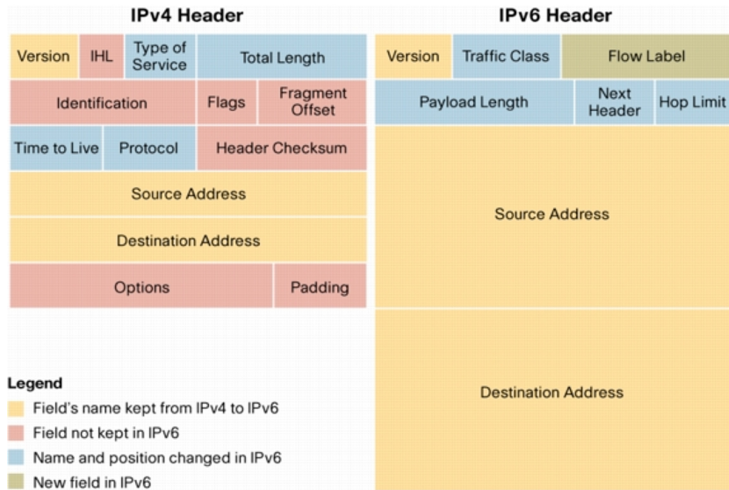 IPv4 Header
Version IHL Type of Service Total Length
Identification Flags Fragment Offset
Time to Live Protocol Header Checksum
Source Address
Destination Address
Options Padding
IPv6 Header
Version Traffic Class Flow Label
Payload Length Next Header Hop Limit
Source Address
Destination Address
Legend
Field's name kept from IPv4 to IPv6
Field not kept in IPv6
Name and position changed in IPv6
New field in IPv6